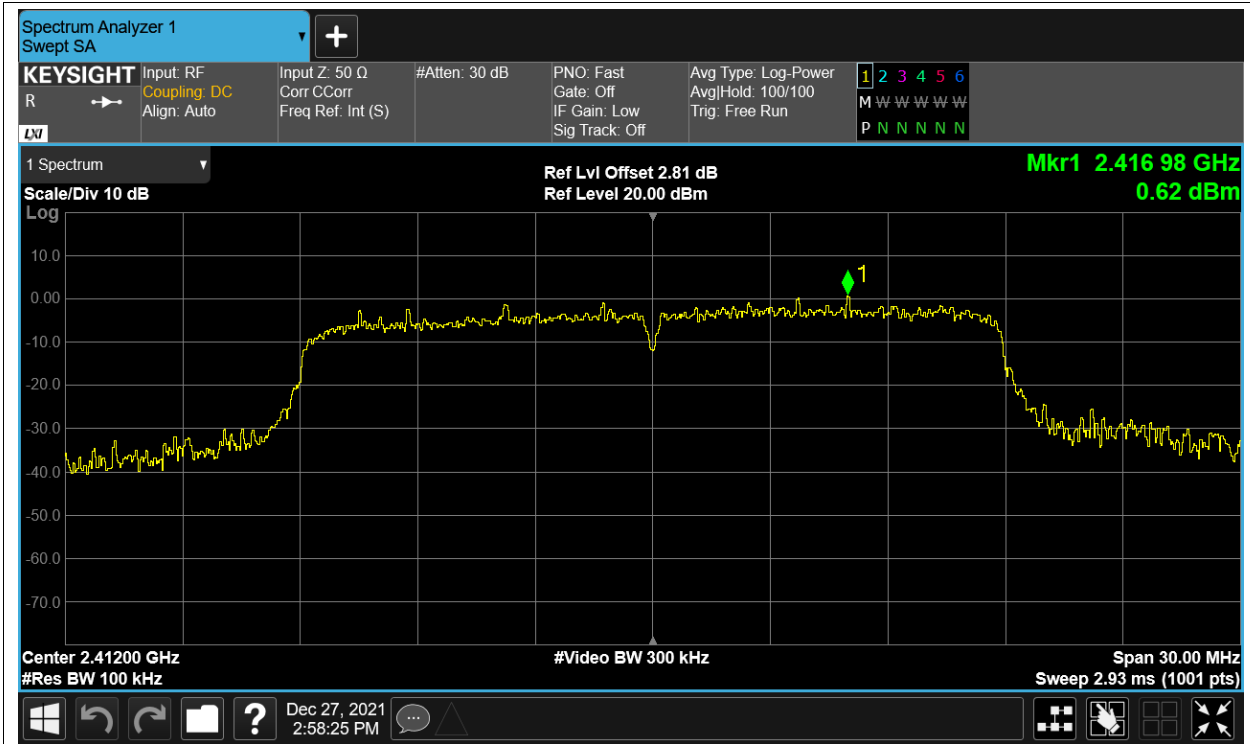 Spectrum Analyzer 1
Swept SA
KEYSIGHT
R
LXI
Input: RF
Coupling: DC
Align: Auto
Input Z: 50 Ω
Corr CCorr
Freq Ref: Int (S)
#Atten: 30 dB
PNO: Fast
Gate: Off
IF Gain: Low
Sig Track: Off
Avg Type: Log-Power
Avg|Hold: 100/100
Trig: Free Run
1 2 3 4 5 6
M W W W W W
P N N N N N
1 Spectrum
Scale/Div 10 dB
Log
Ref Lvl Offset 2.81 dB
Ref Level 20.00 dBm
Mkr1 2.416 98 GHz
0.62 dBm
1
10.0
0.00
-10.0
-20.0
-30.0
-40.0
-50.0
-60.0
-70.0
Center 2.41200 GHz
#Res BW 100 kHz
#Video BW 300 kHz
Span 30.00 MHz
Sweep 2.93 ms (1001 pts)
?
Dec 27, 2021
2:58:25 PM